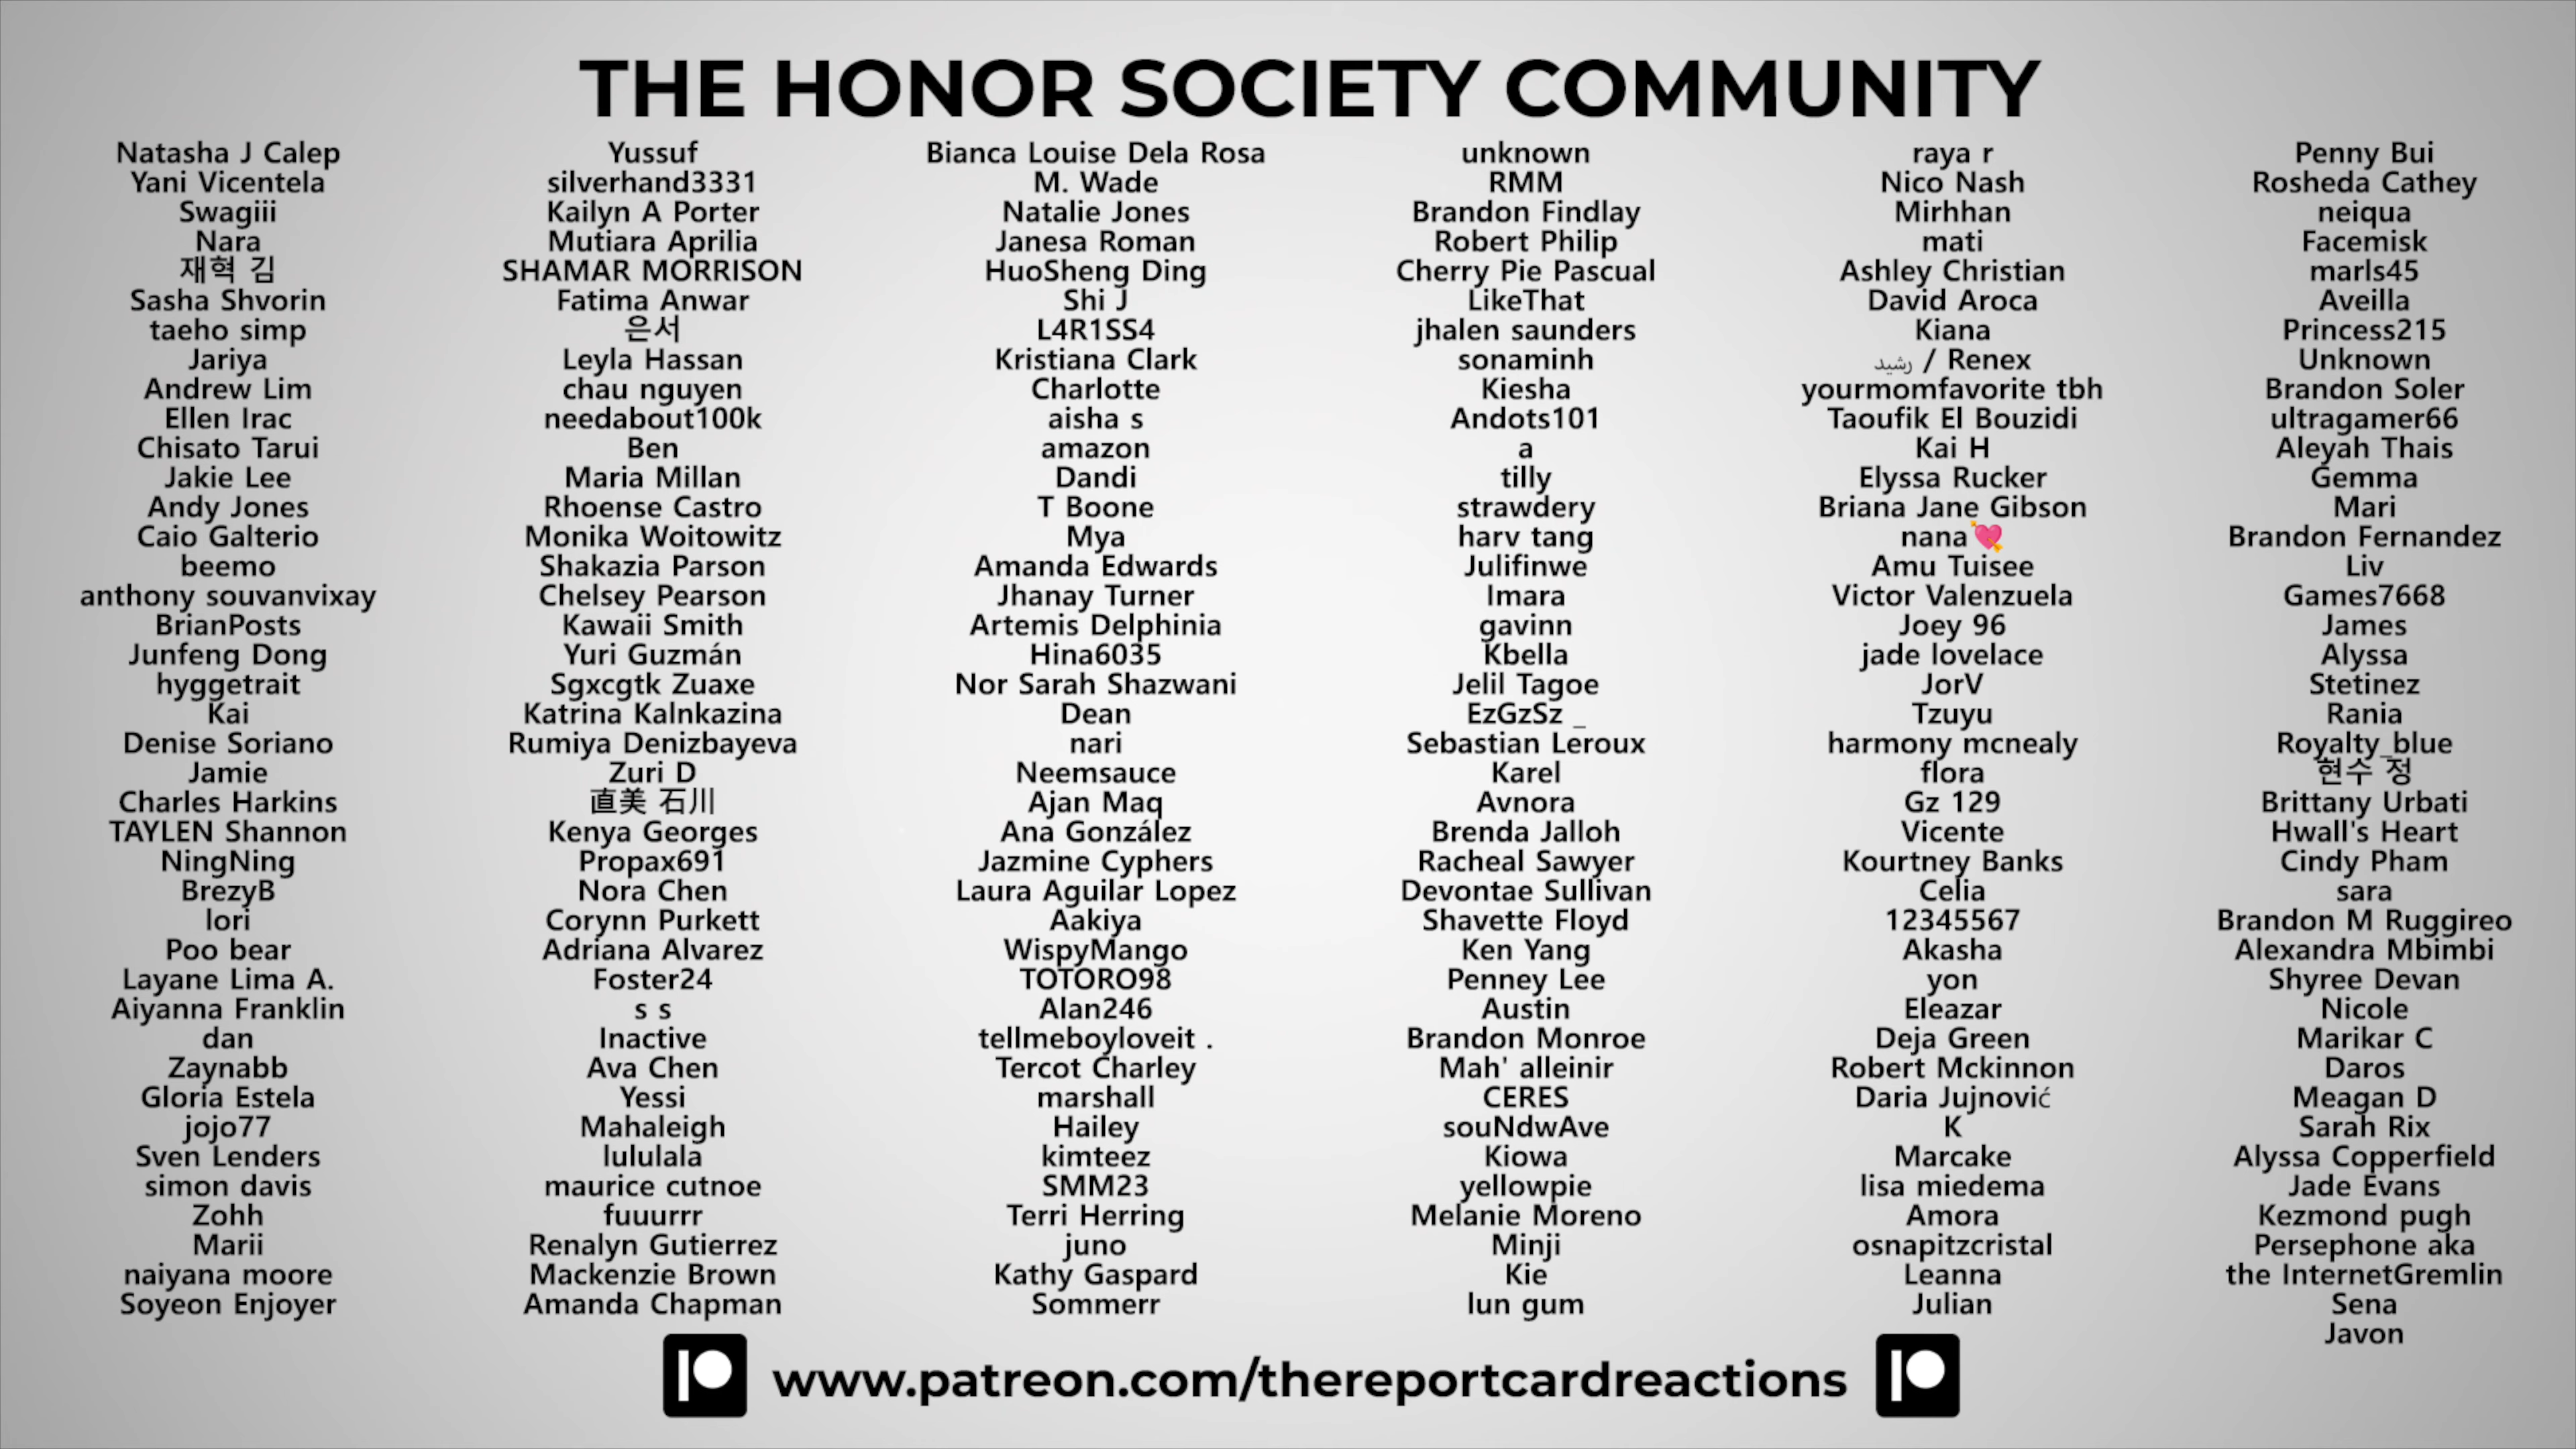 THE HONOR SOCIETY COMMUNITY
Natasha J Calep
Yani Vicentela
Swagiii
Nara
재혁 김
Sasha Shvorin
taeho simp
Jariya
Andrew Lim
Ellen Irac
Chisato Tarui
Jakie Lee
Andy Jones
Caio Galterio
beemo
anthony souvanvixay
BrianPosts
Junfeng Dong
hyggetrait
Kai
Denise Soriano
Jamie
Charles Harkins
TAYLEN Shannon
NingNing
BrezyB
lori
Poo bear
Layane Lima A.
Aiyanna Franklin
dan
Zaynabb
Gloria Estela
jojo77
Sven Lenders
simon davis
Zohh
Marii
naiyana moore
Soyeon Enjoyer
Yussuf
silverhand3331
Kailyn A Porter
Mutiara Aprilia
SHAMAR MORRISON
Fatima Anwar
은서
Leyla Hassan
chau nguyen
needabout100k
Ben
Maria Millan
Rhoense Castro
Monika Woitowitz
Shakazia Parson
Chelsey Pearson
Kawaii Smith
Yuri Guzmán
Sgxcgtk Zuaxe
Katrina Kalnkazina
Rumiya Denizbayeva
Zuri D
直美 石川
Kenya Georges
Propax691
Nora Chen
Corynn Purkett
Adriana Alvarez
Foster24
s s
Inactive
Ava Chen
Yessi
Mahaleigh
lululala
maurice cutnoe
fuuurrr
Renalyn Gutierrez
Mackenzie Brown
Amanda Chapman
Bianca Louise Dela Rosa
M. Wade
Natalie Jones
Janesa Roman
HuoSheng Ding
Shi J
L4R1SS4
Kristiana Clark
Charlotte
aisha s
amazon
Dandi
T Boone
Mya
Amanda Edwards
Jhanay Turner
Artemis Delphinia
Hina6035
Nor Sarah Shazwani
Dean
nari
Neemsauce
Ajan Maq
Ana González
Jazmine Cyphers
Laura Aguilar Lopez
Aakiya
WispyMango
TOTORO98
Alan246
tellmeboyloveit .
Tercot Charley
marshall
Hailey
kimteez
SMM23
Terri Herring
juno
Kathy Gaspard
Sommerr
unknown
RMM
Brandon Findlay
Robert Philip
Cherry Pie Pascual
LikeThat
jhalen saunders
sonaminh
Kiesha
Andots101
a
tilly
strawdery
harv tang
Julifinwe
Imara
gavinn
Kbella
Jelil Tagoe
EzGzSz _
Sebastian Leroux
Karel
Avnora
Brenda Jalloh
Racheal Sawyer
Devontae Sullivan
Shavette Floyd
Ken Yang
Penney Lee
Austin
Brandon Monroe
Mah' alleinir
CERES
souNdwAve
Kiowa
yellowpie
Melanie Moreno
Minji
Kie
lun gum
raya r
Nico Nash
Mirhhan
mati
Ashley Christian
David Aroca
Kiana
رشيد / Renex
yourmomfavorite tbh
Taoufik El Bouzidi
Kai H
Elyssa Rucker
Briana Jane Gibson
nana💘
Amu Tuisee
Victor Valenzuela
Joey 96
jade lovelace
JorV
Tzuyu
harmony mcnealy
flora
Gz 129
Vicente
Kourtney Banks
Celia
12345567
Akasha
yon
Eleazar
Deja Green
Robert Mckinnon
Daria Jujnović
K
Marcake
lisa miedema
Amora
osnapitzcristal
Leanna
Julian
Penny Bui
Rosheda Cathey
neiqua
Facemisk
marls45
Aveilla
Princess215
Unknown
Brandon Soler
ultragamer66
Aleyah Thais
Gemma
Mari
Brandon Fernandez
Liv
Games7668
James
Alyssa
Stetinez
Rania
Royalty_blue
현수 정
Brittany Urbati
Hwall's Heart
Cindy Pham
sara
Brandon M Ruggireo
Alexandra Mbimbi
Shyree Devan
Nicole
Marikar C
Daros
Meagan D
Sarah Rix
Alyssa Copperfield
Jade Evans
Kezmond pugh
Persephone aka
the InternetGremlin
Sena
Javon
www.patreon.com/thereportcardreactions